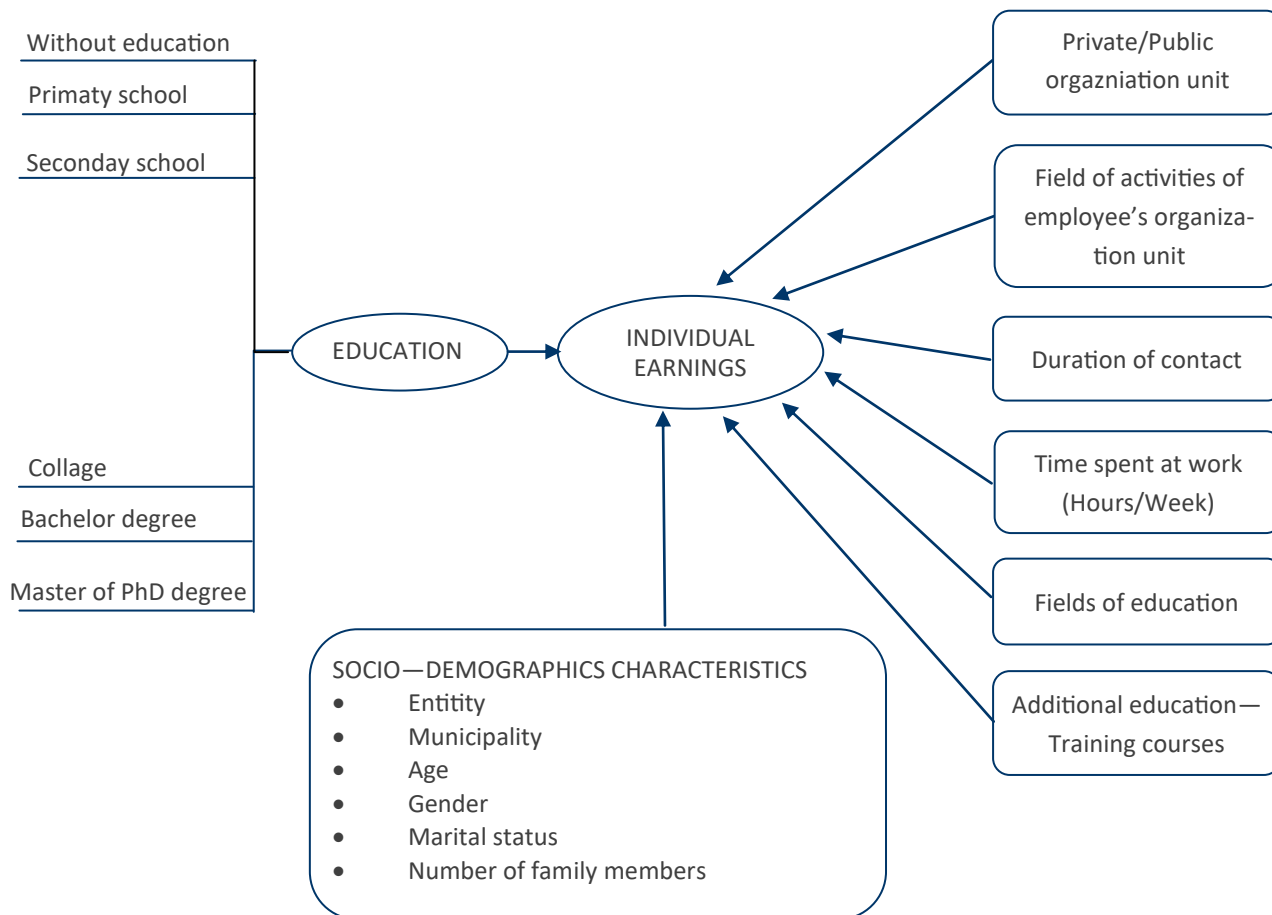 Without education
Primaty school
Seconday school
Collage
Bachelor degree
Master of PhD degree
EDUCATION
INDIVIDUAL
EARNINGS
Private/Public
orgazniation unit
Field of activities of
employee’s organiza-
tion unit
Duration of contact
Time spent at work
(Hours/Week)
Fields of education
Additional education—
Training courses
SOCIO—DEMOGRAPHICS CHARACTERISTICS
• Entitity
• Municipality
• Age
• Gender
• Marital status
• Number of family members